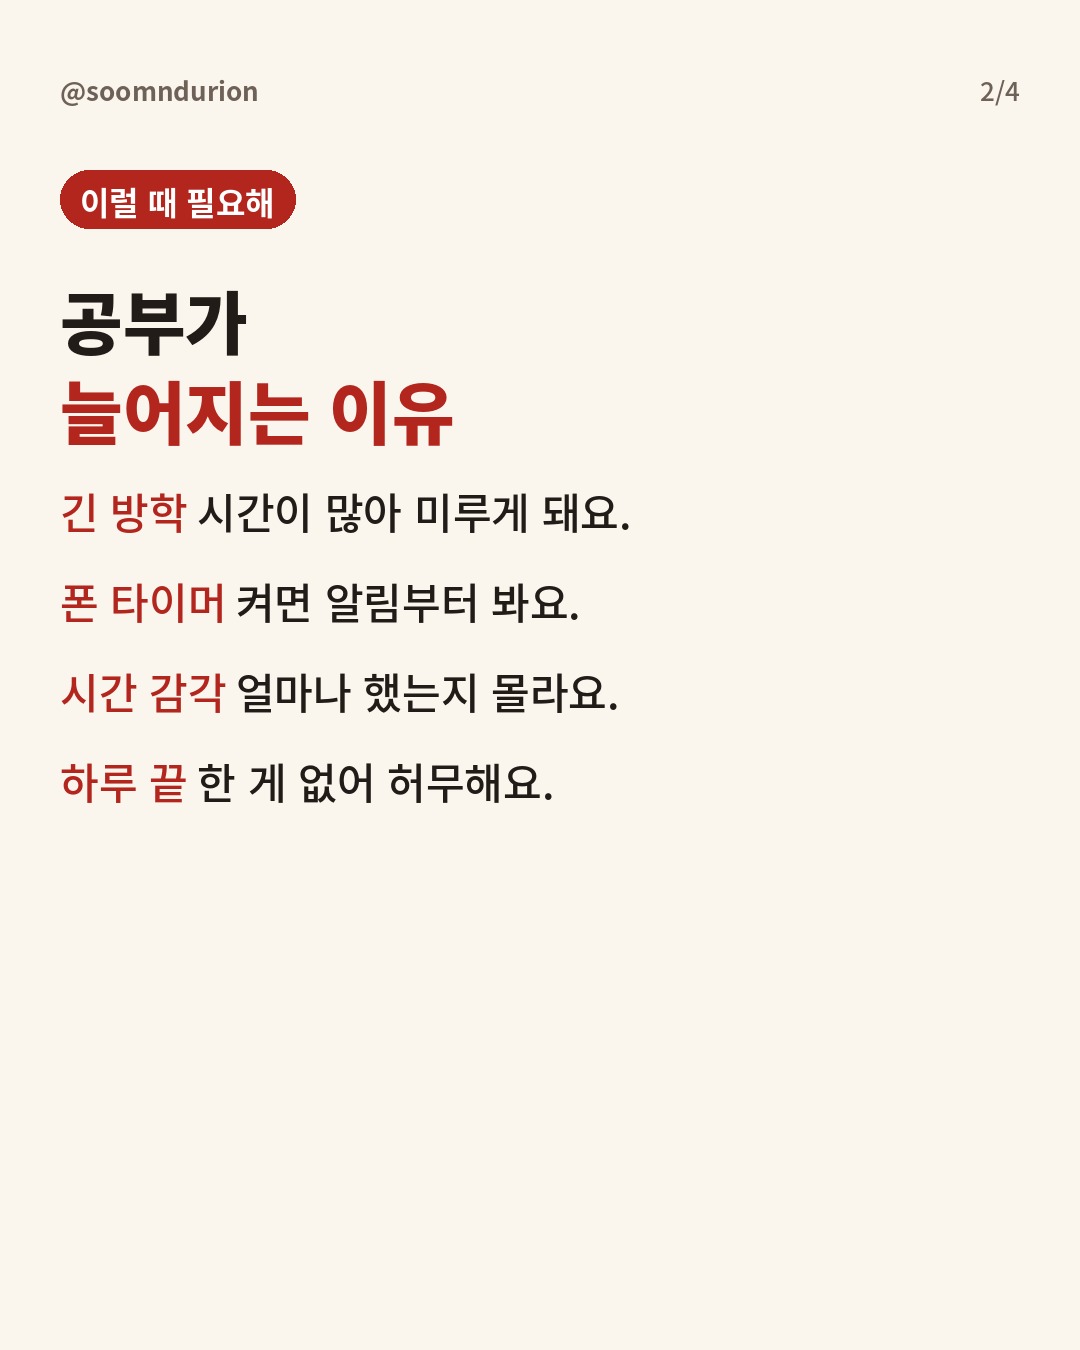 @soomndurion
2/4
이럴 때 필요해
공부가
늘어지는 이유
긴 방학 시간이 많아 미루게 돼요.
폰 타이머 켜면 알림부터 봐요.
시간 감각 얼마나 했는지 몰라요.
하루 끝 한 게 없어 허무해요.